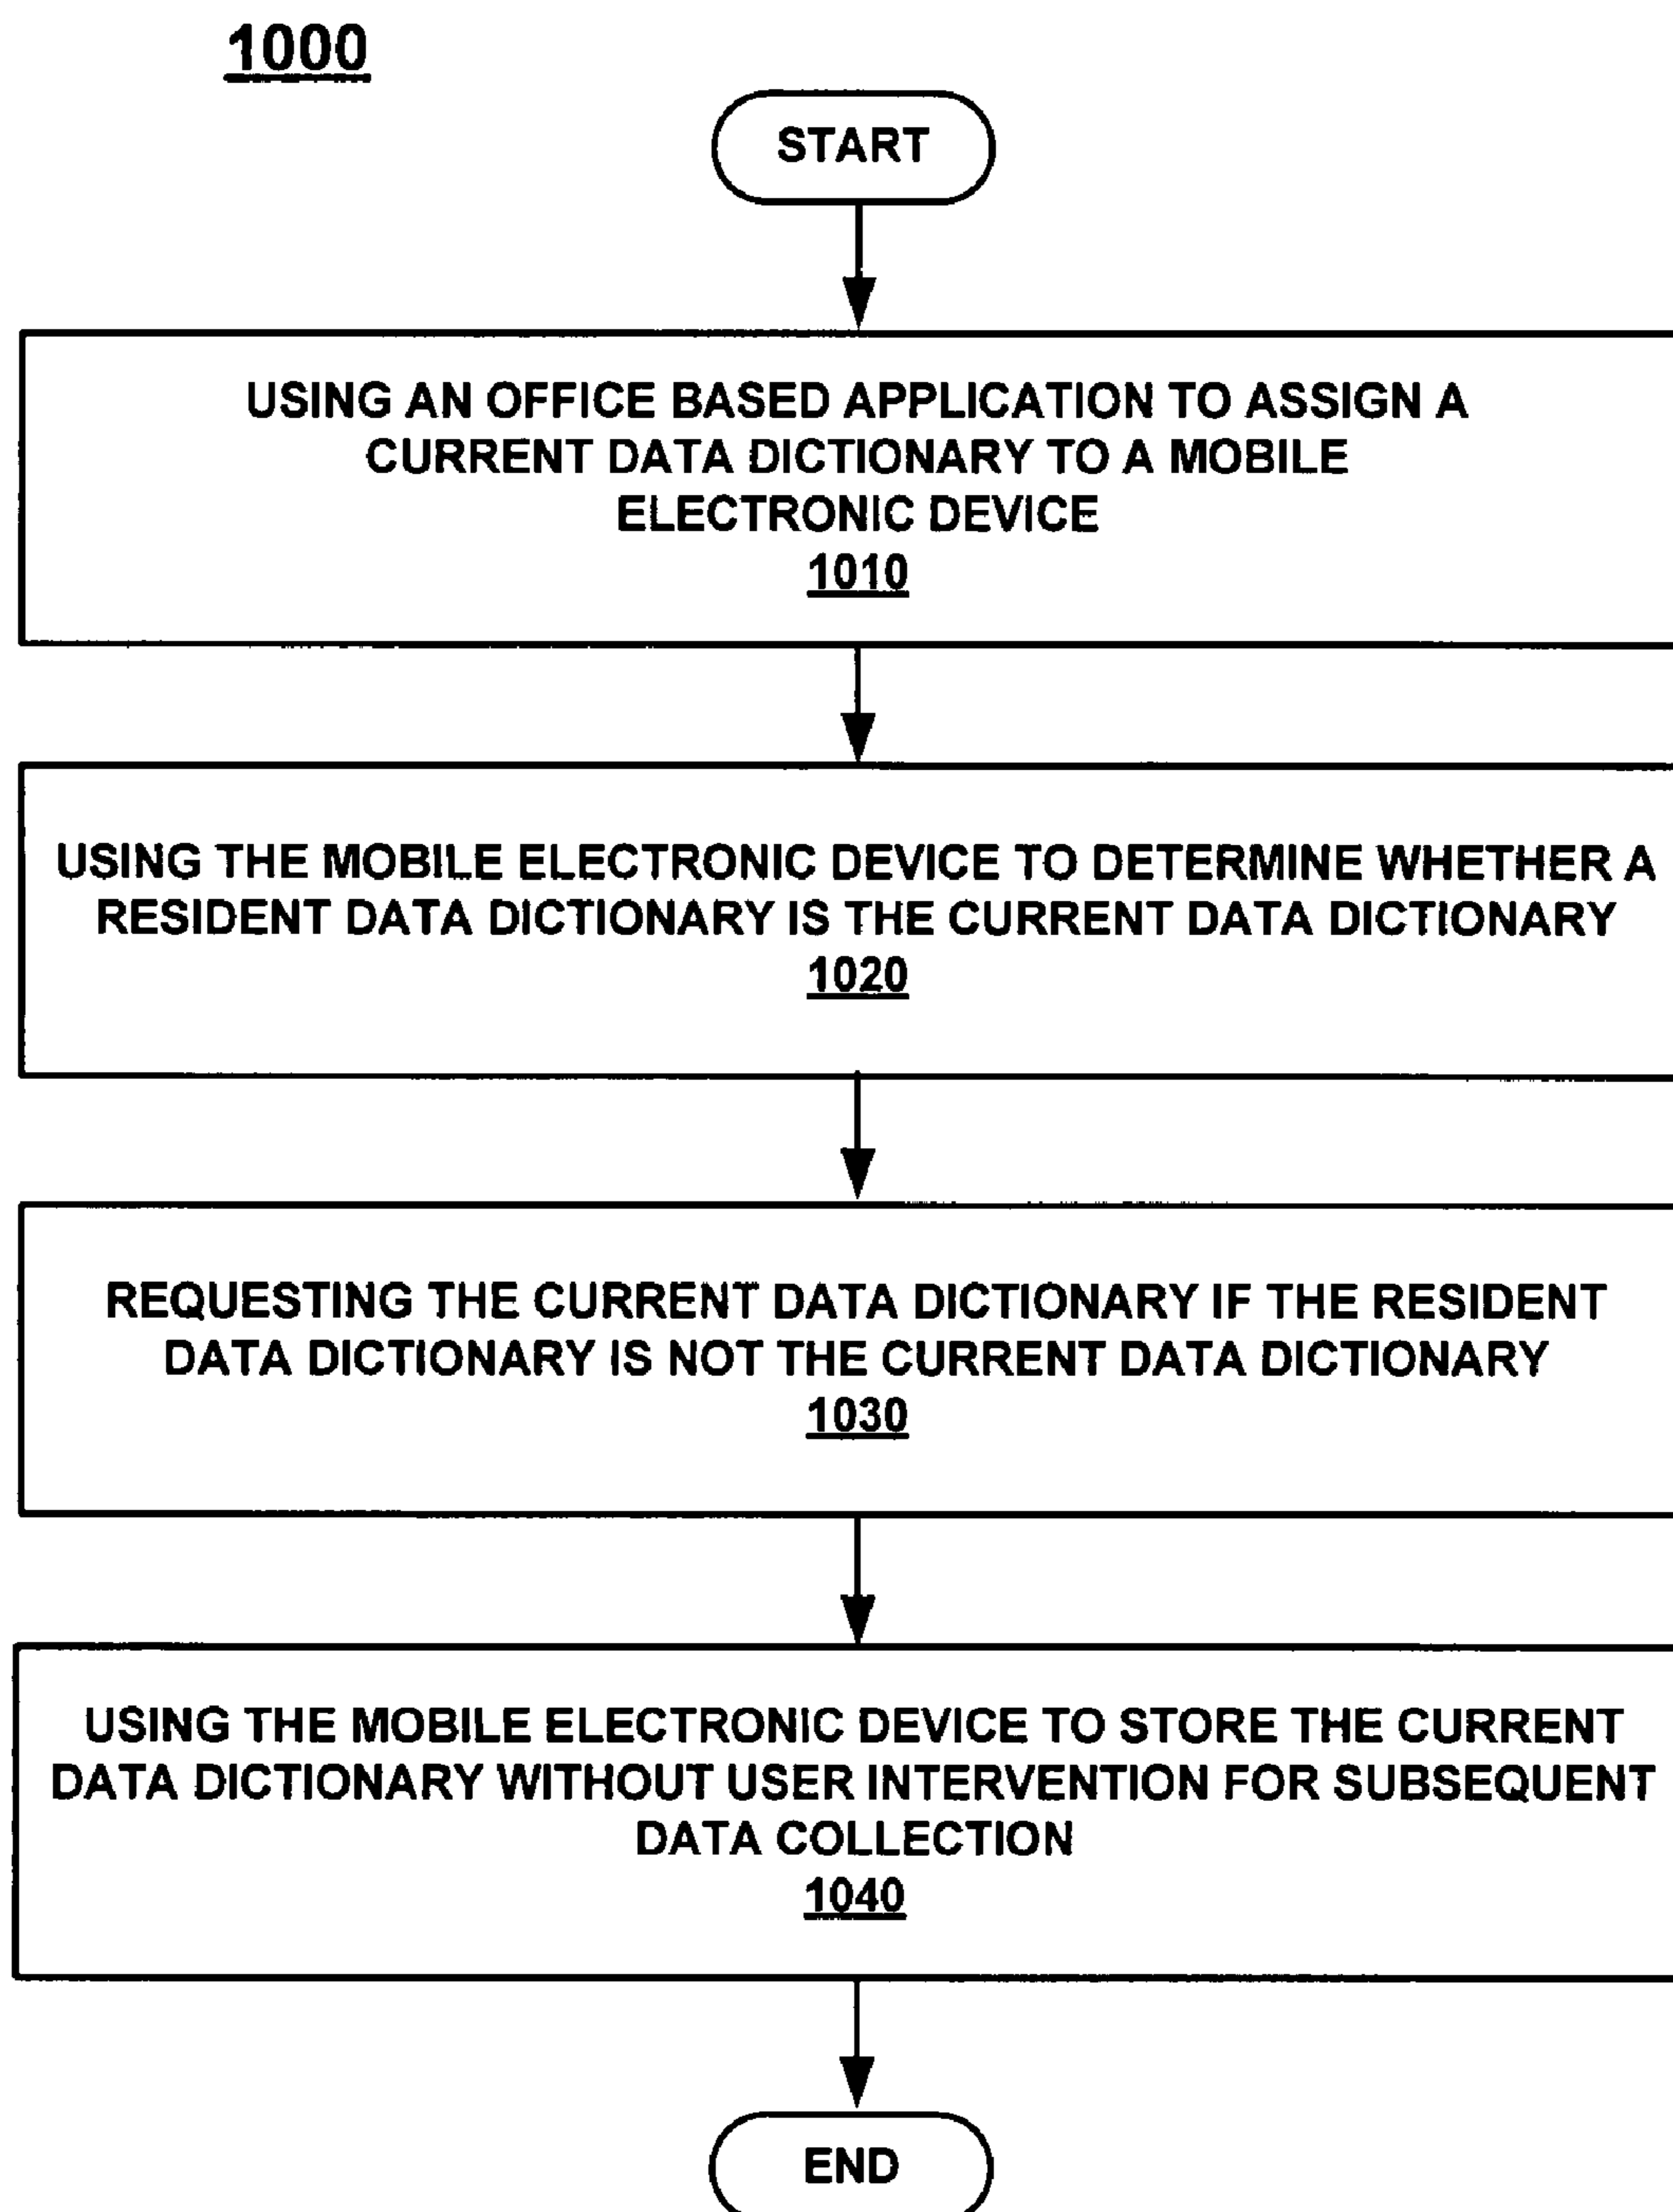 1000
START
USING AN OFFICE BASED APPLICATION TO ASSIGN A
CURRENT DATA DICTIONARY TO A MOBILE
ELECTRONIC DEVICE
1010
USING THE MOBILE ELECTRONIC DEVICE TO DETERMINE WHETHER A
RESIDENT DATA DICTIONARY IS THE CURRENT DATA DICTIONARY
1020
REQUESTING THE CURRENT DATA DICTIONARY IF THE RESIDENT
DATA DICTIONARY IS NOT THE CURRENT DATA DICTIONARY
1030
USING THE MOBILE ELECTRONIC DEVICE TO STORE THE CURRENT
DATA DICTIONARY WITHOUT USER INTERVENTION FOR SUBSEQUENT
DATA COLLECTION
1040
END